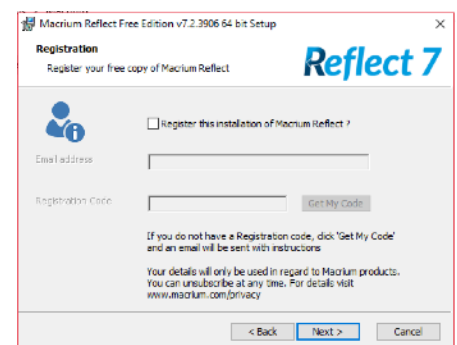 Macrium Reflect Free Edition v7.2.3906 64 bit Setup
Registration
Register your free copy of Macrium Reflect
Reflect 7
Register this installation of Macrium Reflect ?
Email address
Registration Code
Get My Code
If you do not have a Registration code, click 'Get My Code'
and an email will be sent with instructions
Your details will only be used in regard to Macrium products.
You can unsubscribe at any time. For details visit
www.macrium.com/privacy
< Back
Next >
Cancel